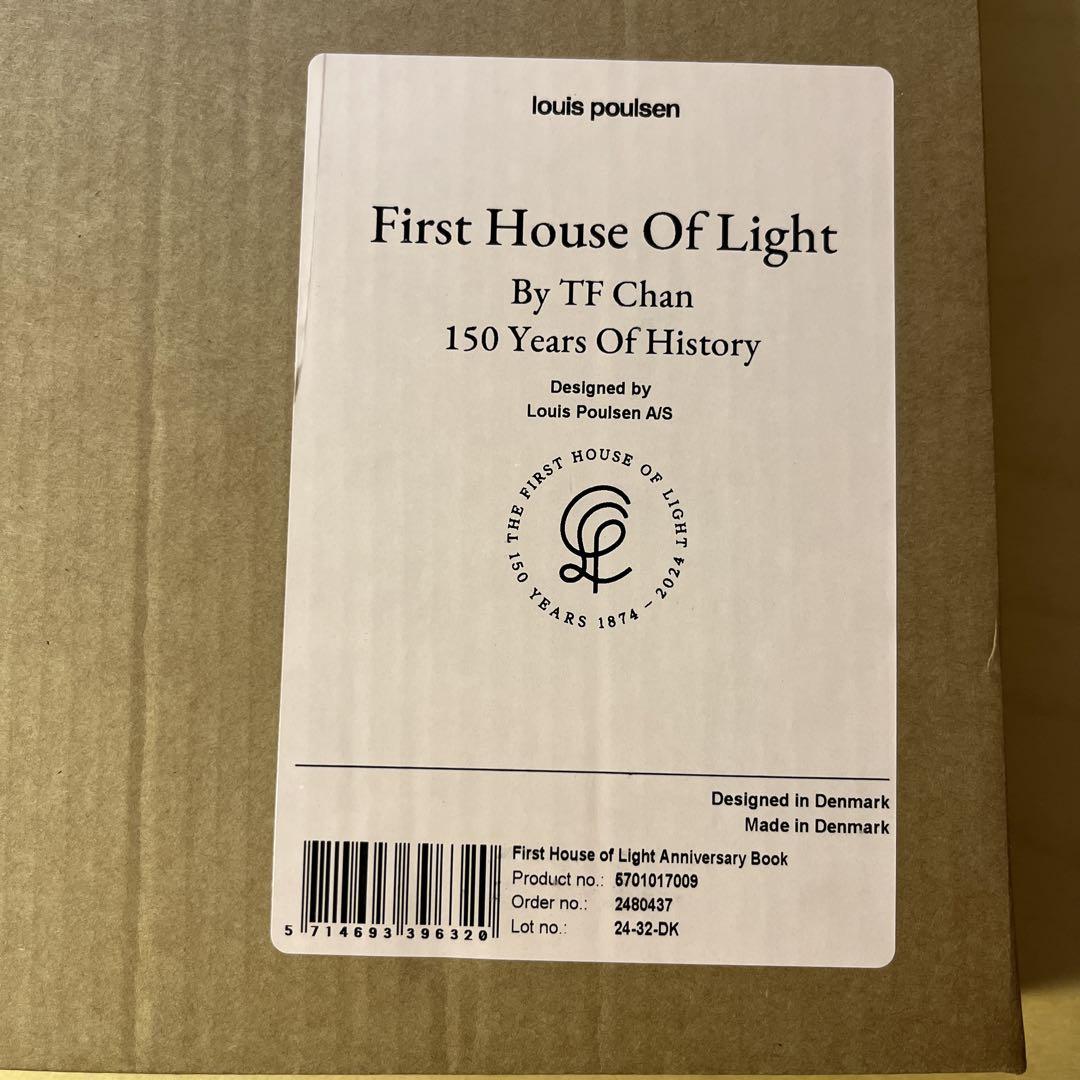 louis poulsen
First House Of Light
By TF Chan
150 Years Of History
Designed by
Louis Poulsen A/S
THE FIRST HOUSE OF LIGHT
150 YEARS 1874 - 2024
Designed in Denmark
Made in Denmark
First House of Light Anniversary Book
Product no.: 5701017009
Order no.: 2480437
Lot no.: 24-32-DK
5 714693 396320